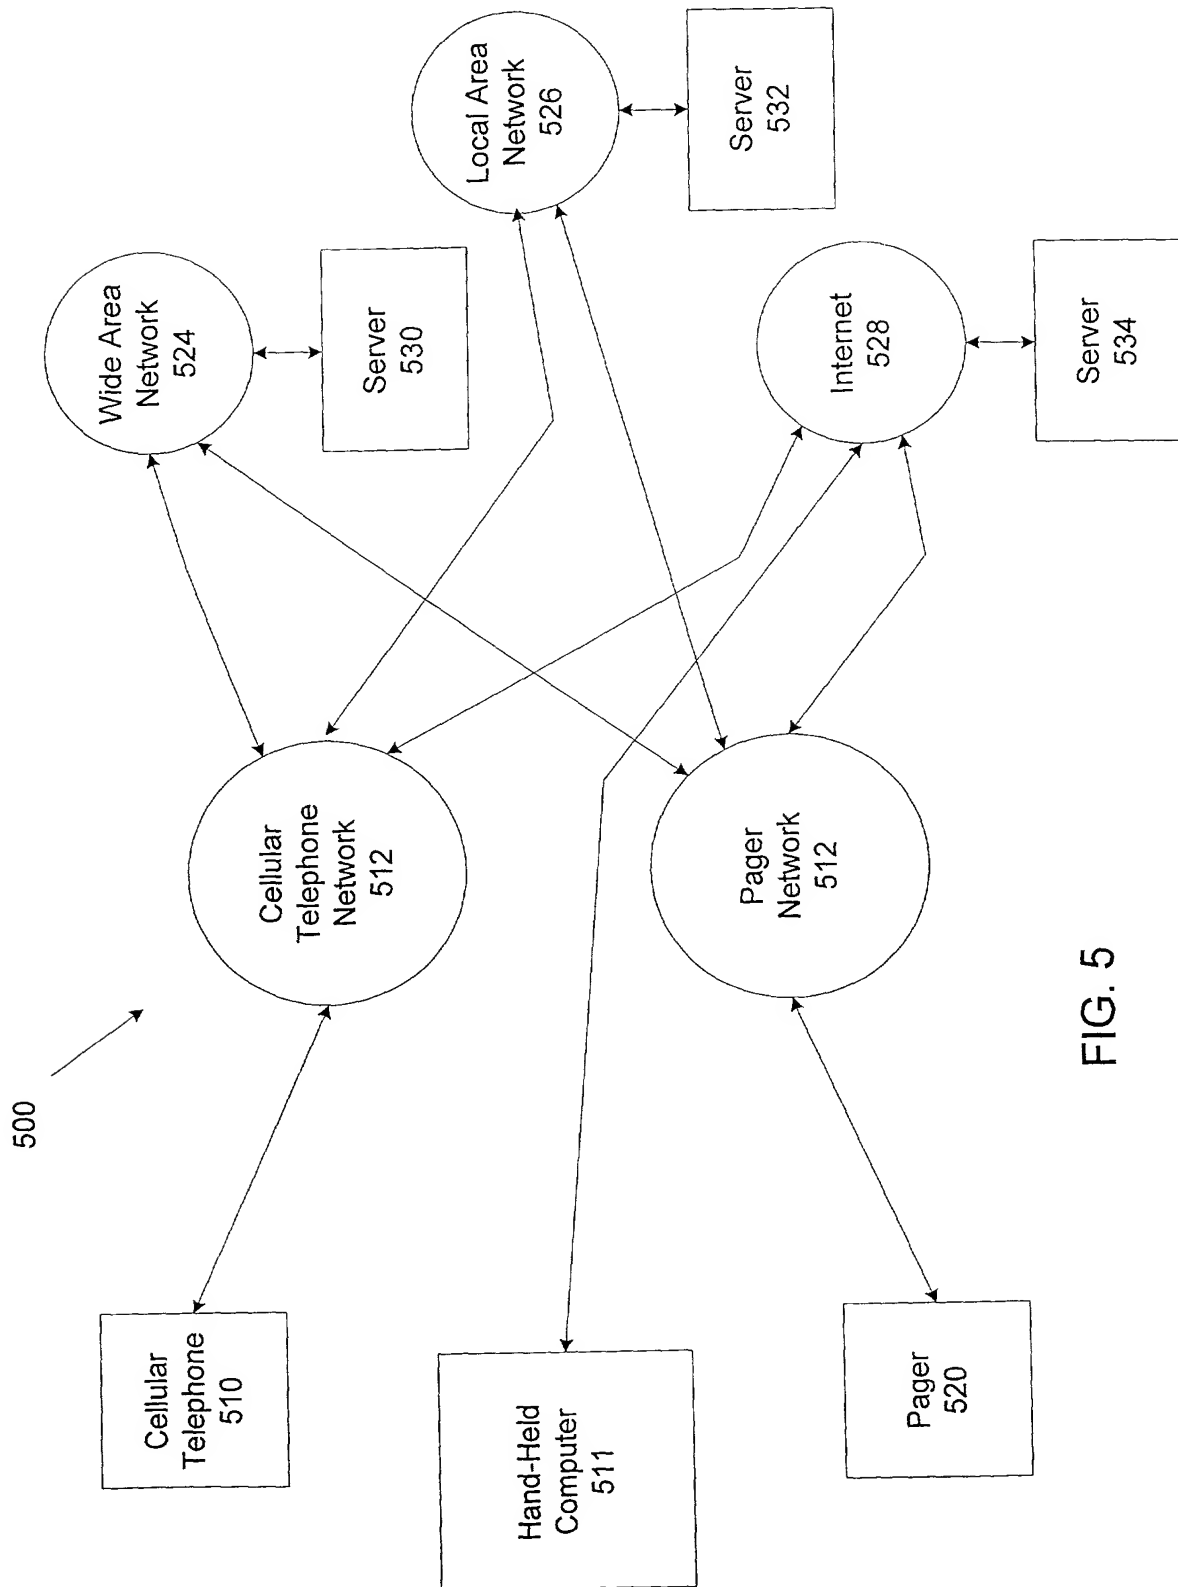 500
Cellular
Telephone
510
Hand-Held
Computer
511
Pager
520
Cellular
Telephone
Network
512
Pager
Network
512
Wide Area
Network
524
Server
530
Local Area
Network
526
Server
532
Internet
528
Server
534
FIG. 5